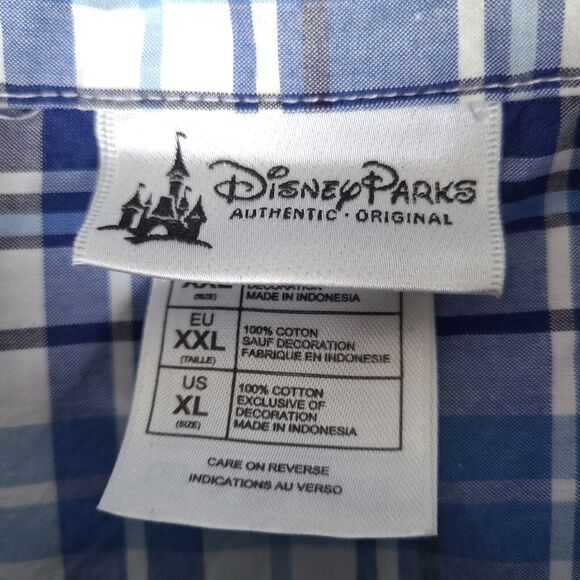 DISNEY PARKS
AUTHENTIC · ORIGINAL
XXL
(SIZE)
DECORATION
MADE IN INDONESIA
EU
XXL
(TAILLE)
100% COTON
SAUF DECORATION
FABRIQUE EN INDONESIE
US
XL
(SIZE)
100% COTTON
EXCLUSIVE OF
DECORATION
MADE IN INDONESIA
CARE ON REVERSE
INDICATIONS AU VERSO